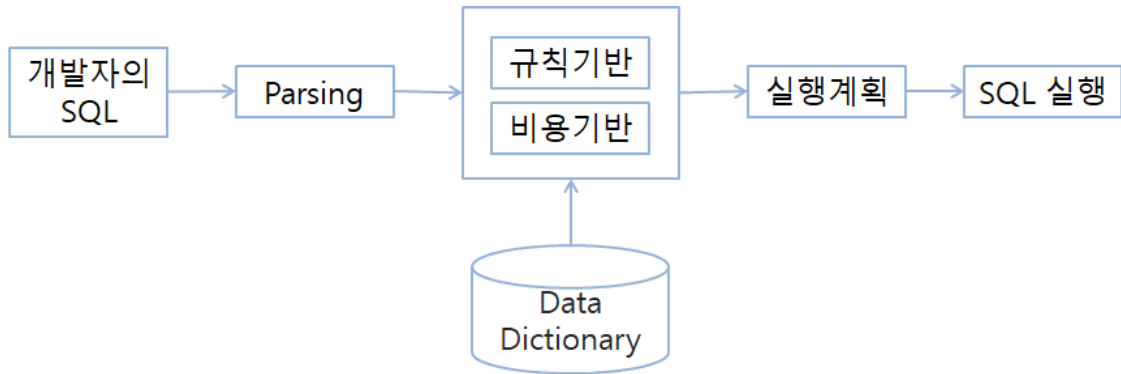 개발자의
SQL
Parsing
규칙기반
비용기반
실행계획
SQL 실행
Data
Dictionary